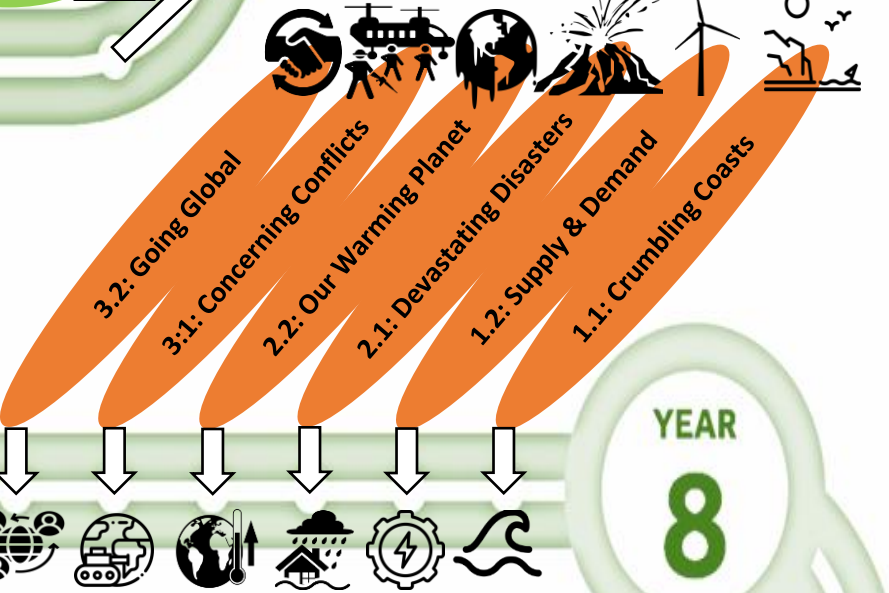 3.2: Going Global
3:1: Concerning Conflicts
2.2: Our Warming Planet
2.1: Devastating Disasters
1.2: Supply & Demand
1.1: Crumbling Coasts
YEAR
8